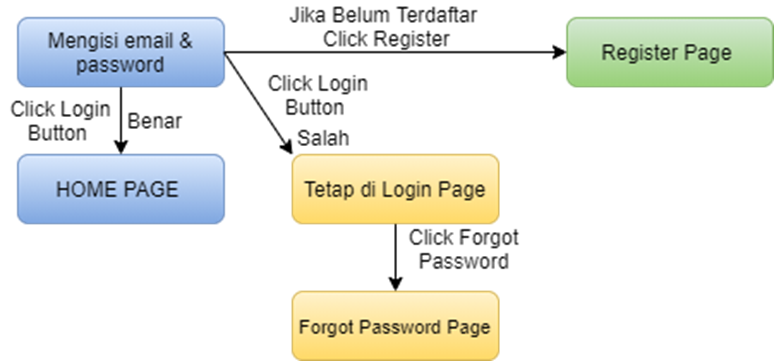 Mengisi email &
password
Jika Belum Terdaftar
Click Register
Register Page
Click Login
Button
Benar
Click Login
Button
Salah
HOME PAGE
Tetap di Login Page
Click Forgot
Password
Forgot Password Page